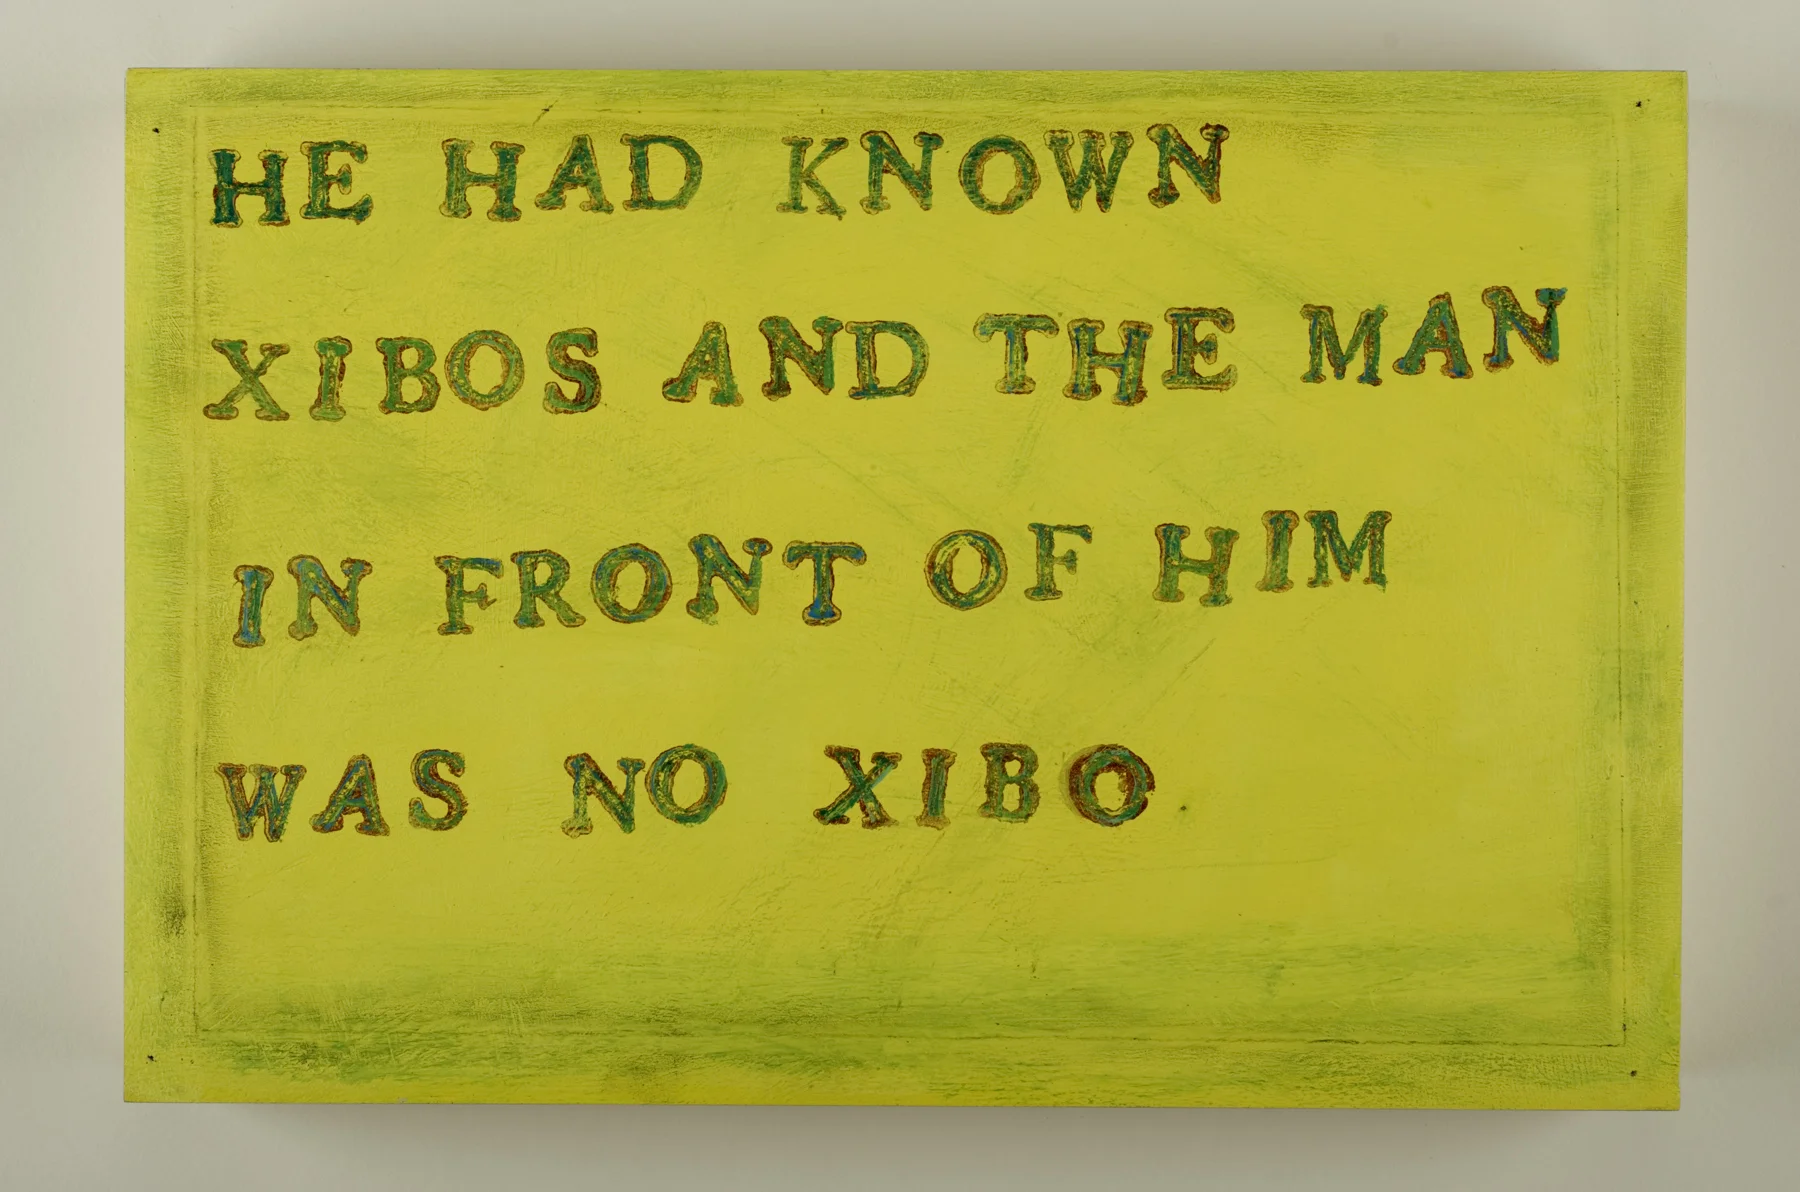 HE HAD KNOWN
XIBOS AND THE MAN
IN FRONT OF HIM
WAS NO XIBO